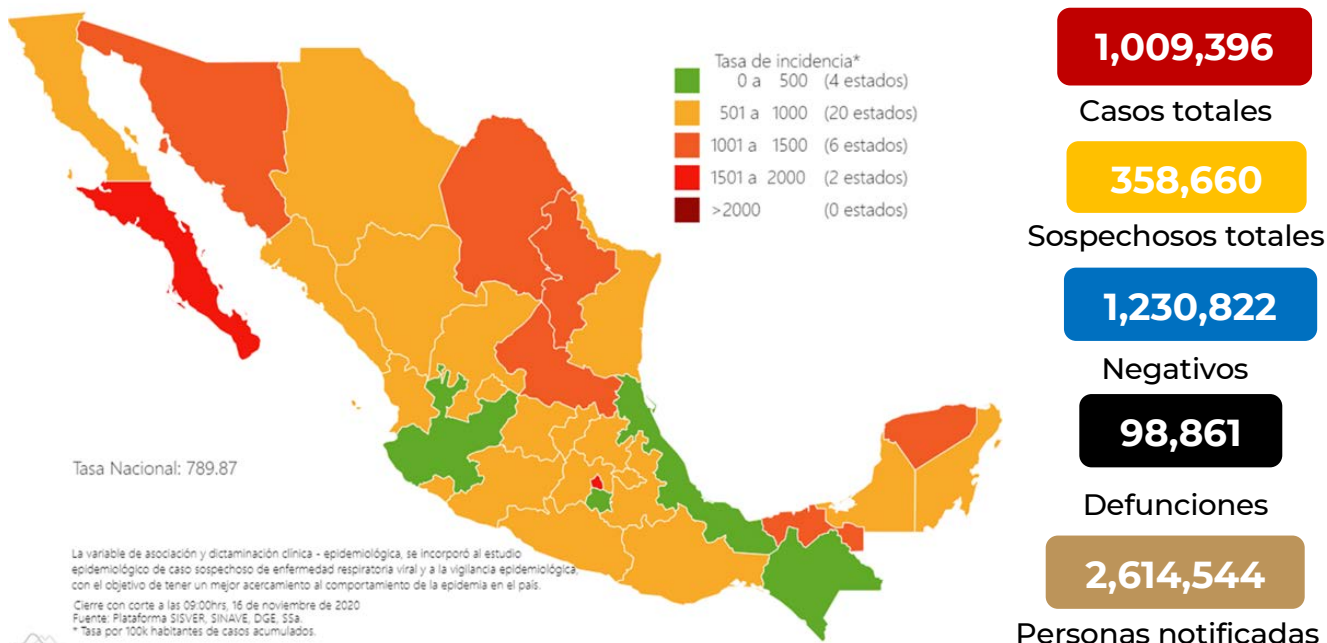 Tasa de incidencia*
0 a 500 (4 estados)
501 a 1000 (20 estados)
1001 a 1500 (6 estados)
1501 a 2000 (2 estados)
>2000 (0 estados)
Tasa Nacional: 789.87
La variable de asociación y dictaminación clínica - epidemiológica, se incorporó al estudio
epidemiológico de caso sospechoso de enfermedad respiratoria viral y a la vigilancia epidemiológica,
con el objetivo de tener un mejor acercamiento al comportamiento de la epidemia en el país.
Cierre con corte a las 09:00hrs, 16 de noviembre de 2020
Fuente: Plataforma SISVER, SINAVE, DGE, SSa.
* Tasa por 100k habitantes de casos acumulados.
1,009,396
Casos totales
358,660
Sospechosos totales
1,230,822
Negativos
98,861
Defunciones
2,614,544
Personas notificadas